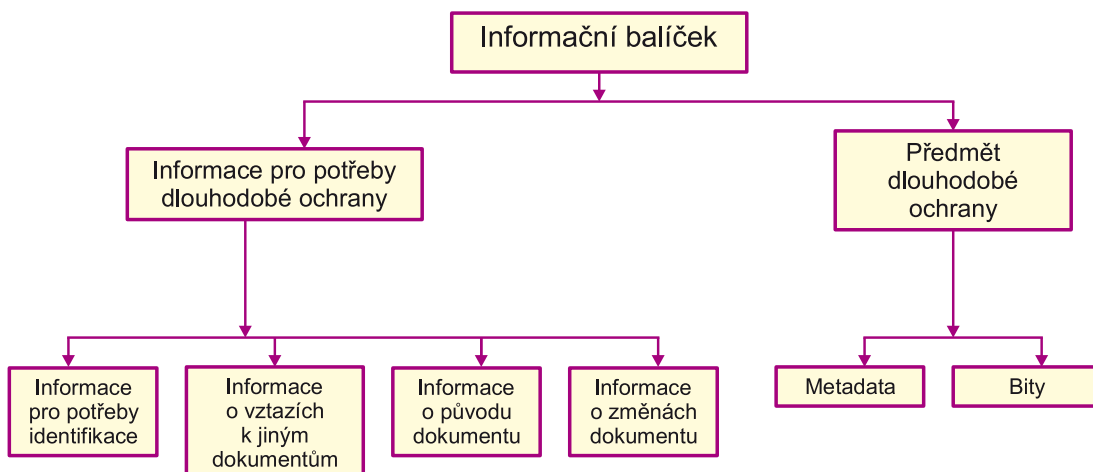 Informační balíček
Informace pro potřeby
dlouhodobé ochrany
Předmět
dlouhodobé
ochrany
Informace
pro potřeby
identifikace
Informace
o vztazích
k jiným
dokumentům
Informace
o původu
dokumentu
Informace
o změnách
dokumentu
Metadata
Bity